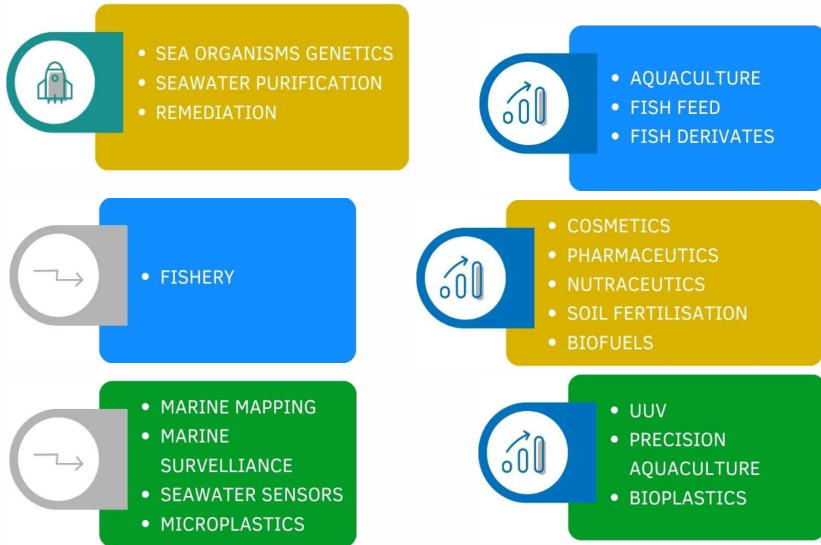 SEA ORGANISMS GENETICS
SEAWATER PURIFICATION
REMEDIATION
AQUACULTURE
FISH FEED
FISH DERIVATES
FISHERY
COSMETICS
PHARMACEUTICS
NUTRACEUTICS
SOIL FERTILISATION
BIOFUELS
MARINE MAPPING
MARINE
SURVELLIANCE
SEAWATER SENSORS
MICROPLASTICS
UUV
PRECISION
AQUACULTURE
BIOPLASTICS